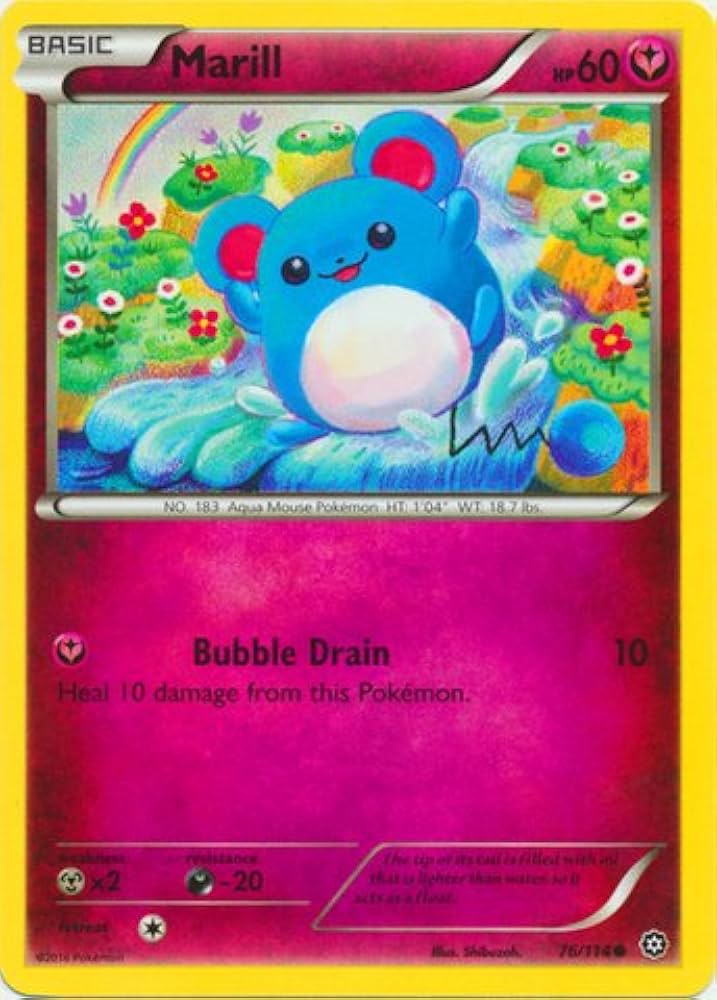 BASIC
Marill
HP60
NO. 183 Aqua Mouse Pokémon HT: 1'04" WT: 18.7 lbs.
Bubble Drain 10
Heal 10 damage from this Pokémon.
weakness resistance
x2 -20
The tip of its tail is filled with oil
that is lighter than water, so it
acts as a float.
retreat
©2016 Pokémon Illus. Shibuzoh. 76/114